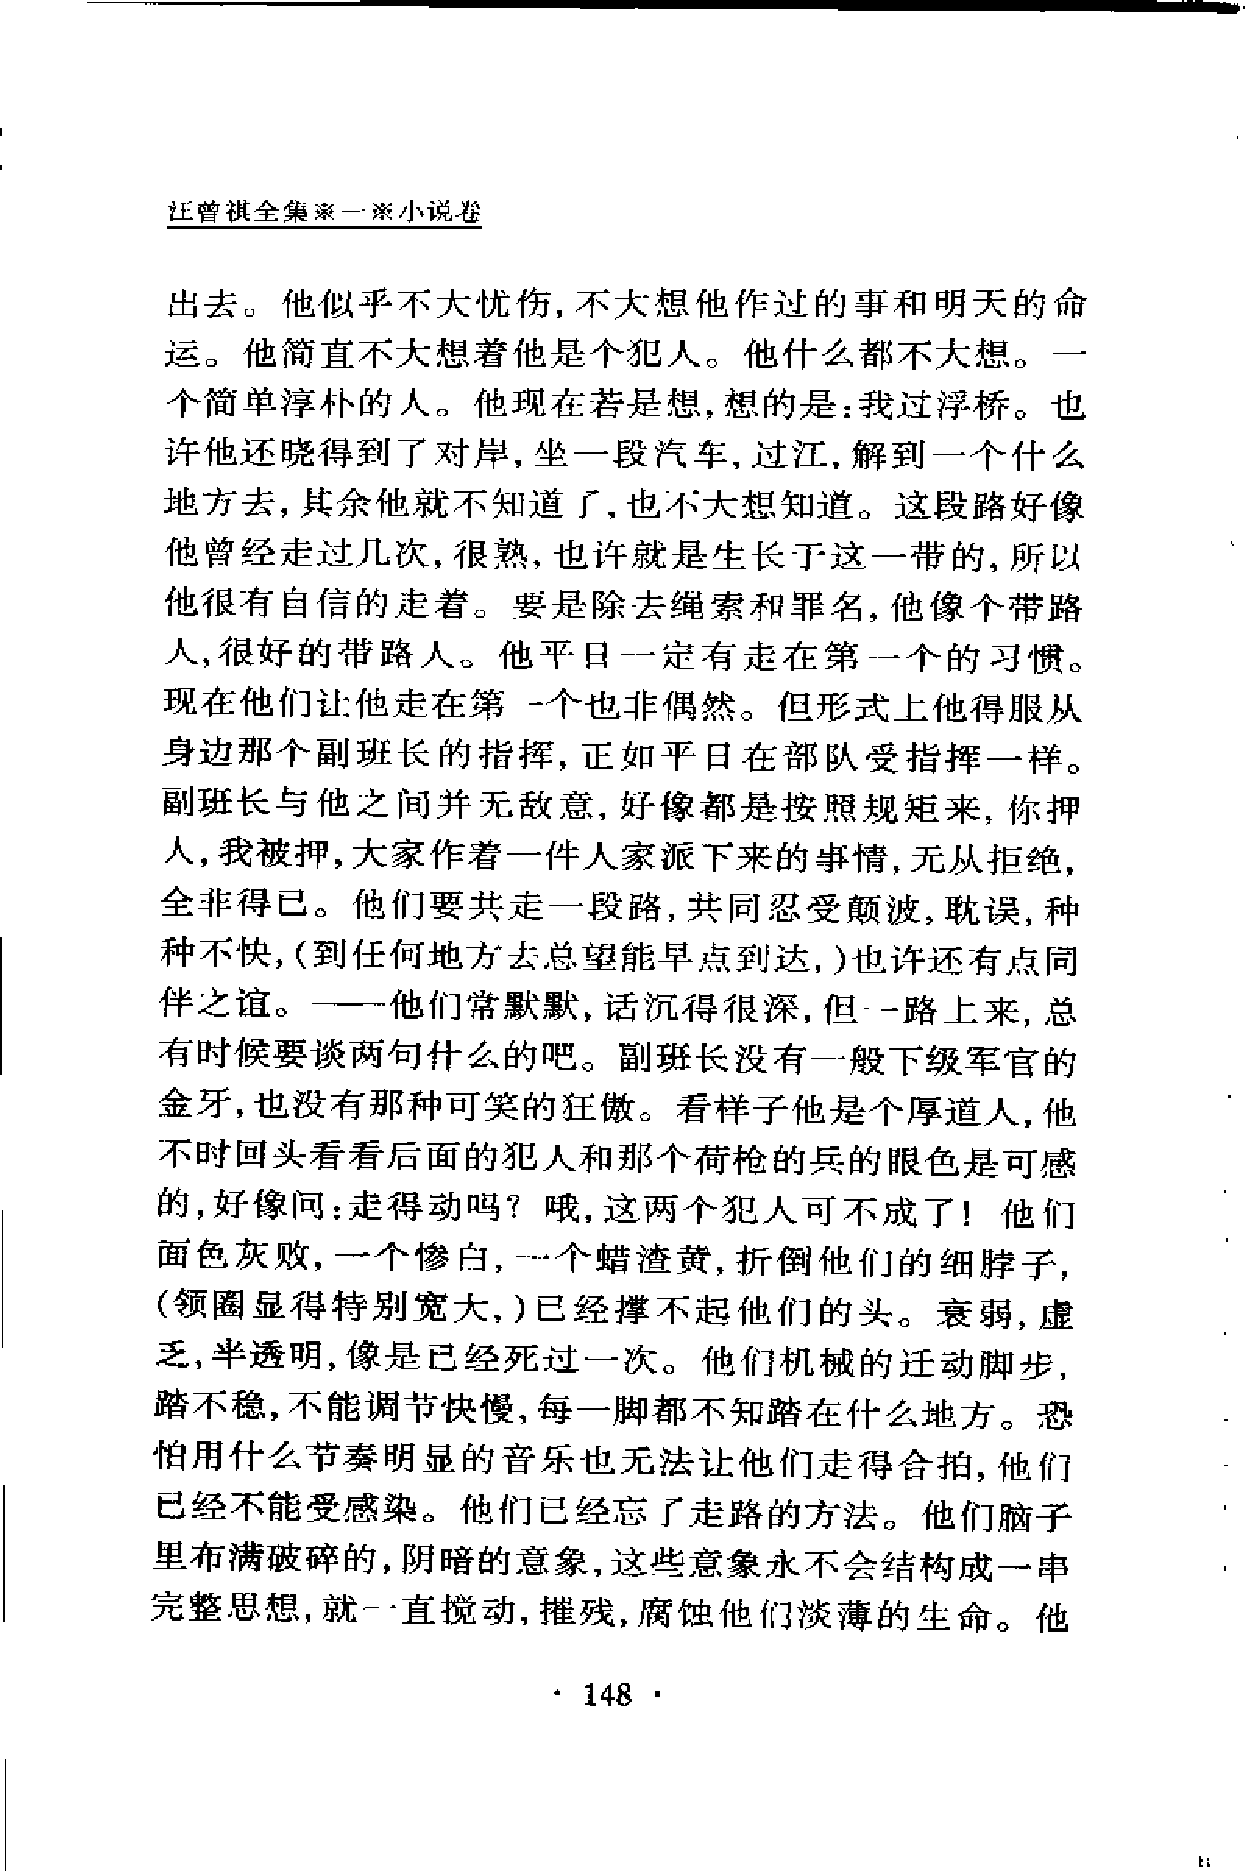 汪曾祺全集※一※小说卷
出去。他似乎不大忧伤,不大想他作过的事和明天的命
运。他简直不大想着他是个犯人。他什么都不大想。一
个简单淳朴的人。他现在若是想,想的是:我过浮桥。也
许他还晓得到了对岸,坐一段汽车,过江,解到一个什么
地方去,其余他就不知道了,也不大想知道。这段路好像
他曾经走过几次,很熟,也许就是生长于这一带的,所以
他很有自信的走着。要是除去绳索和罪名,他像个带路
人,很好的带路人。他平日一定有走在第一个的习惯。
现在他们让他走在第一个也非偶然。但形式上他得服从
身边那个副班长的指挥,正如平日在部队受指挥一样。
副班长与他之间并无敌意,好像都是按照规矩来,你押
人,我被押,大家作着一件人家派下来的事情,无从拒绝,
全非得已。他们要共走一段路,共同忍受颠波,耽误,种
种不快,(到任何地方去总望能早点到达,)也许还有点同
伴之谊。——他们常默默,话沉得很深,但一路上来,总
有时候要谈两句什么的吧。副班长没有一般下级军官的
金牙,也没有那种可笑的狂傲。看样子他是个厚道人,他
不时回头看看后面的犯人和那个荷枪的兵的眼色是可感
的,好像问:走得动吗?哦,这两个犯人可不成了!他们
面色灰败,一个惨白,一个蜡渣黄,折倒他们的细脖子,
(领圈显得特别宽大,)已经撑不起他们的头。衰弱,虚
乏,半透明,像是已经死过一次。他们机械的迁动脚步,
踏不稳,不能调节快慢,每一脚都不知踏在什么地方。恐
怕用什么节奏明显的音乐也无法让他们走得合拍,他们
已经不能受感染。他们已经忘了走路的方法。他们脑子
里布满破碎的,阴暗的意象,这些意象永不会结构成一串
完整思想,就一直搅动,摧残,腐蚀他们淡薄的生命。他
· 148 ·